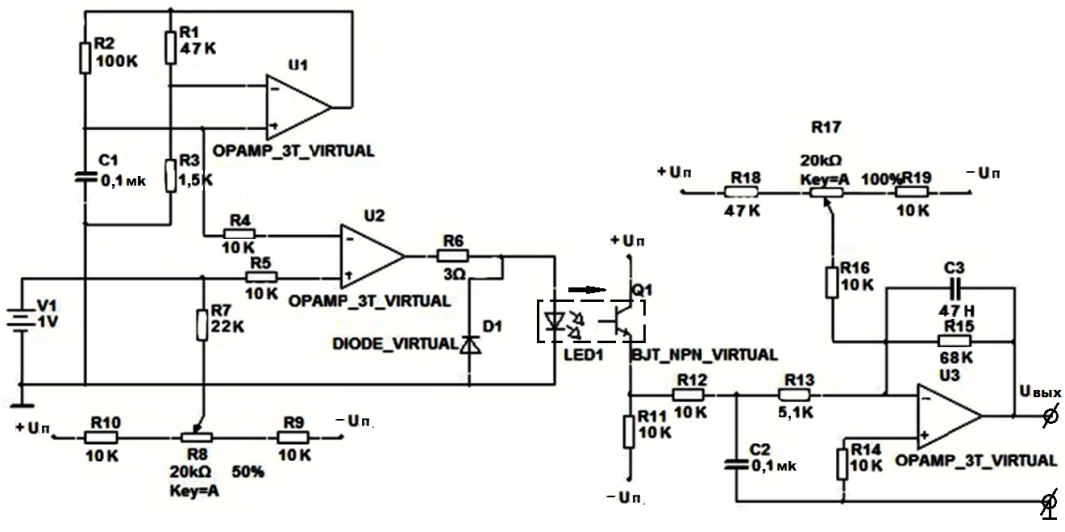 R2
100K
R1
47K
U1
-
+
OPAMP_3T_VIRTUAL
C1
0,1мk
R3
1,5K
R4
10K
U2
-
+
OPAMP_3T_VIRTUAL
R5
10K
R6
3Ω
V1
1V
R7
22K
DIODE_VIRTUAL
D1
LED1
+Uп
Q1
BJT_NPN_VIRTUAL
+Uп
R10
10K
R8
20kΩ
Key=A
50%
R9
10K
-Uп.
R11
10K
-Uп.
R12
10K
R13
5,1K
C2
0,1мk
R17
20kΩ
Key=A
100%
+Uп
R18
47K
R19
10K
-Uп
R16
10K
C3
47Н
R15
68K
U3
-
+
R14
10K
OPAMP_3T_VIRTUAL
Uвых